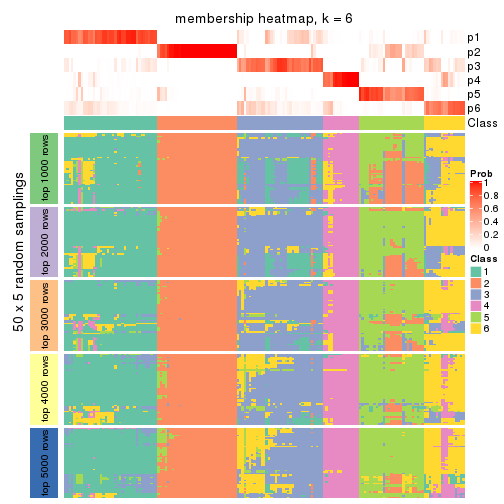 membership heatmap, k = 6
p1
p2
p3
p4
p5
p6
Class
50 x 5 random samplings
top 1000 rows
top 2000 rows
top 3000 rows
top 4000 rows
top 5000 rows
Prob
1
0.8
0.6
0.4
0.2
0
Class
1
2
3
4
5
6